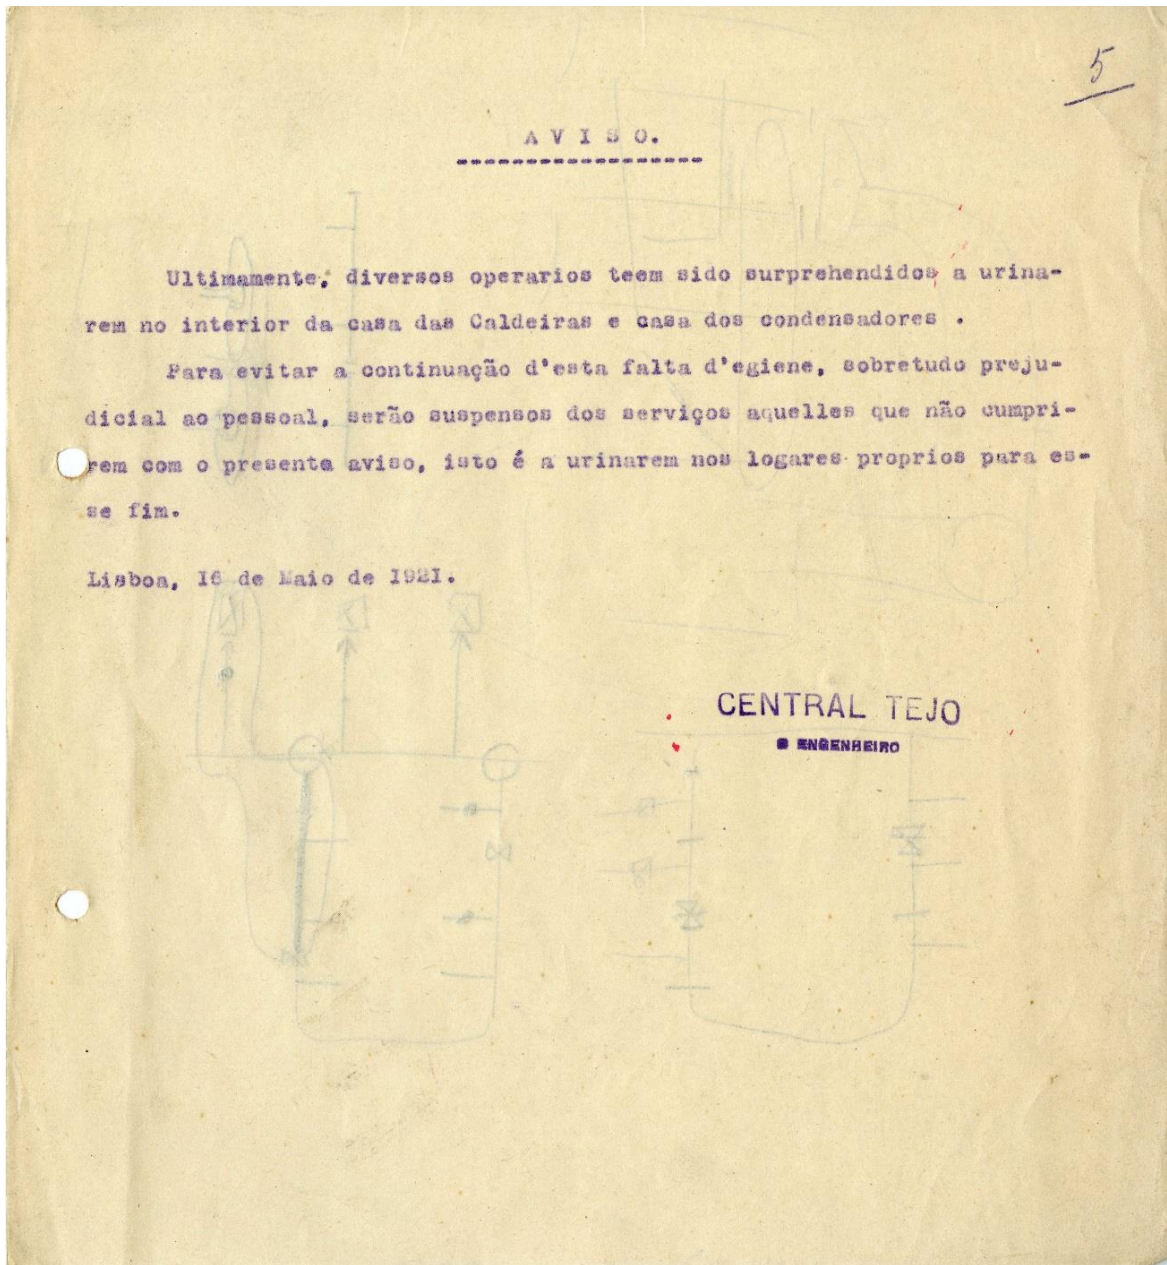 5
A V I S O.
Ultimamente, diversos operarios teem sido surprehendidos a urina-
rem no interior da casa das Caldeiras e casa dos condensadores .
Para evitar a continuação d'esta falta d'egiene, sobretudo preju-
dicial ao pessoal, serão suspensos dos serviços aquelles que não cumpri-
rem com o presente aviso, isto é a urinarem nos logares proprios para es-
se fim.
Lisboa, I6 de Maio de I92I.
CENTRAL TEJO
O ENGENHEIRO